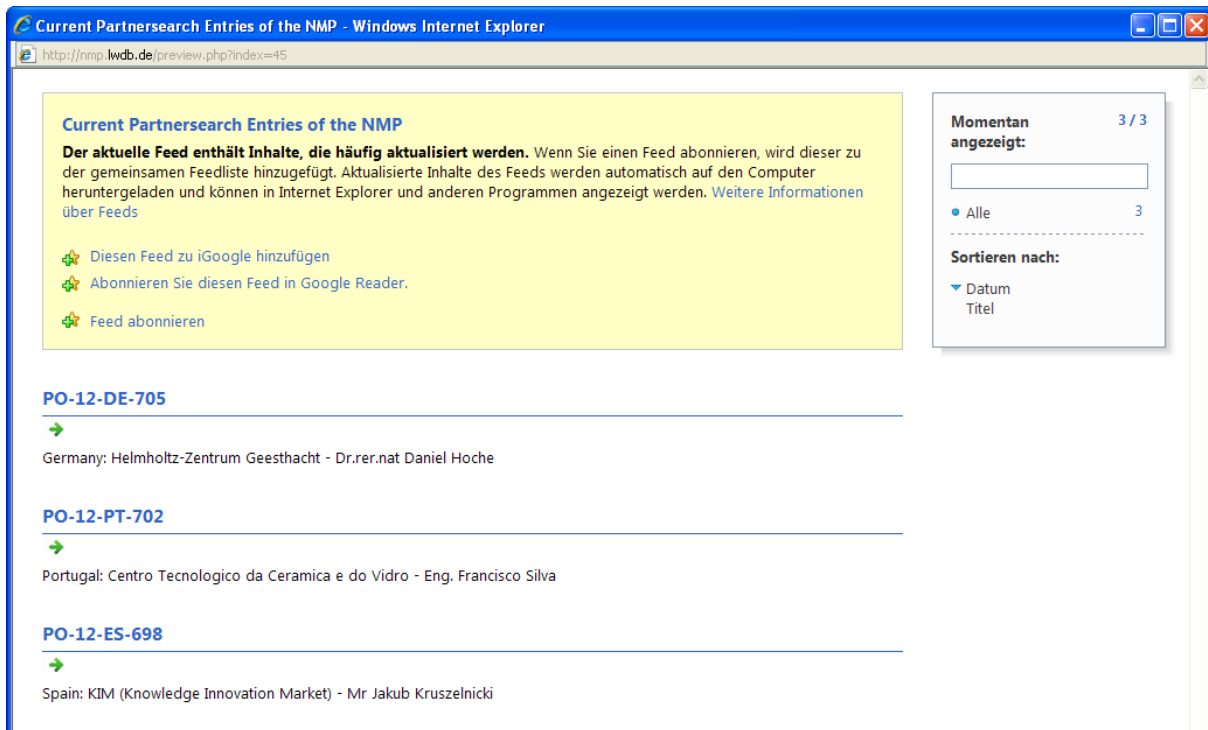 Current Partnersearch Entries of the NMP - Windows Internet Explorer
http://nmp.lwdb.de/preview.php?index=45
Current Partnersearch Entries of the NMP
Der aktuelle Feed enthält Inhalte, die häufig aktualisiert werden. Wenn Sie einen Feed abonnieren, wird dieser zu
der gemeinsamen Feedliste hinzugefügt. Aktualisierte Inhalte des Feeds werden automatisch auf den Computer
heruntergeladen und können in Internet Explorer und anderen Programmen angezeigt werden. Weitere Informationen
über Feeds
Diesen Feed zu iGoogle hinzufügen
Abonnieren Sie diesen Feed in Google Reader.
Feed abonnieren
Momentan 3 / 3
angezeigt:
Alle 3
Sortieren nach:
Datum
Titel
PO-12-DE-705
Germany: Helmholtz-Zentrum Geesthacht - Dr.rer.nat Daniel Hoche
PO-12-PT-702
Portugal: Centro Tecnologico da Ceramica e do Vidro - Eng. Francisco Silva
PO-12-ES-698
Spain: KIM (Knowledge Innovation Market) - Mr Jakub Kruszelnicki